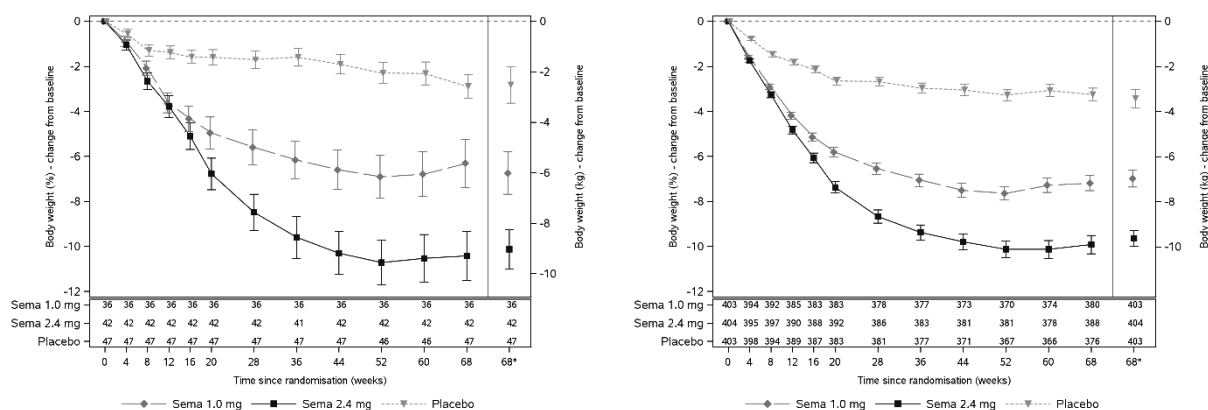 0
-2
-4
-6
-8
-10
-12
Body weight (%) - change from baseline
0
-2
-4
-6
-8
-10
Body weight (kg) - change from baseline
Sema 1.0 mg 36 36 36 36 36 36 36 36 36 36 36 36 36
Sema 2.4 mg 42 42 42 42 42 42 42 41 42 42 42 42 42
Placebo 47 47 47 47 47 47 47 47 47 46 46 47 47
0 4 8 12 16 20 28 36 44 52 60 68 68*
Time since randomisation (weeks)
Sema 1.0 mg Sema 2.4 mg Placebo
0
-2
-4
-6
-8
-10
-12
Body weight (%) - change from baseline
0
-2
-4
-6
-8
-10
Body weight (kg) - change from baseline
Sema 1.0 mg 403 394 392 385 383 383 378 377 373 370 374 380 403
Sema 2.4 mg 404 395 397 390 388 392 386 383 381 381 378 388 404
Placebo 403 398 394 389 387 383 381 377 371 367 366 376 403
0 4 8 12 16 20 28 36 44 52 60 68 68*
Time since randomisation (weeks)
Sema 1.0 mg Sema 2.4 mg Placebo